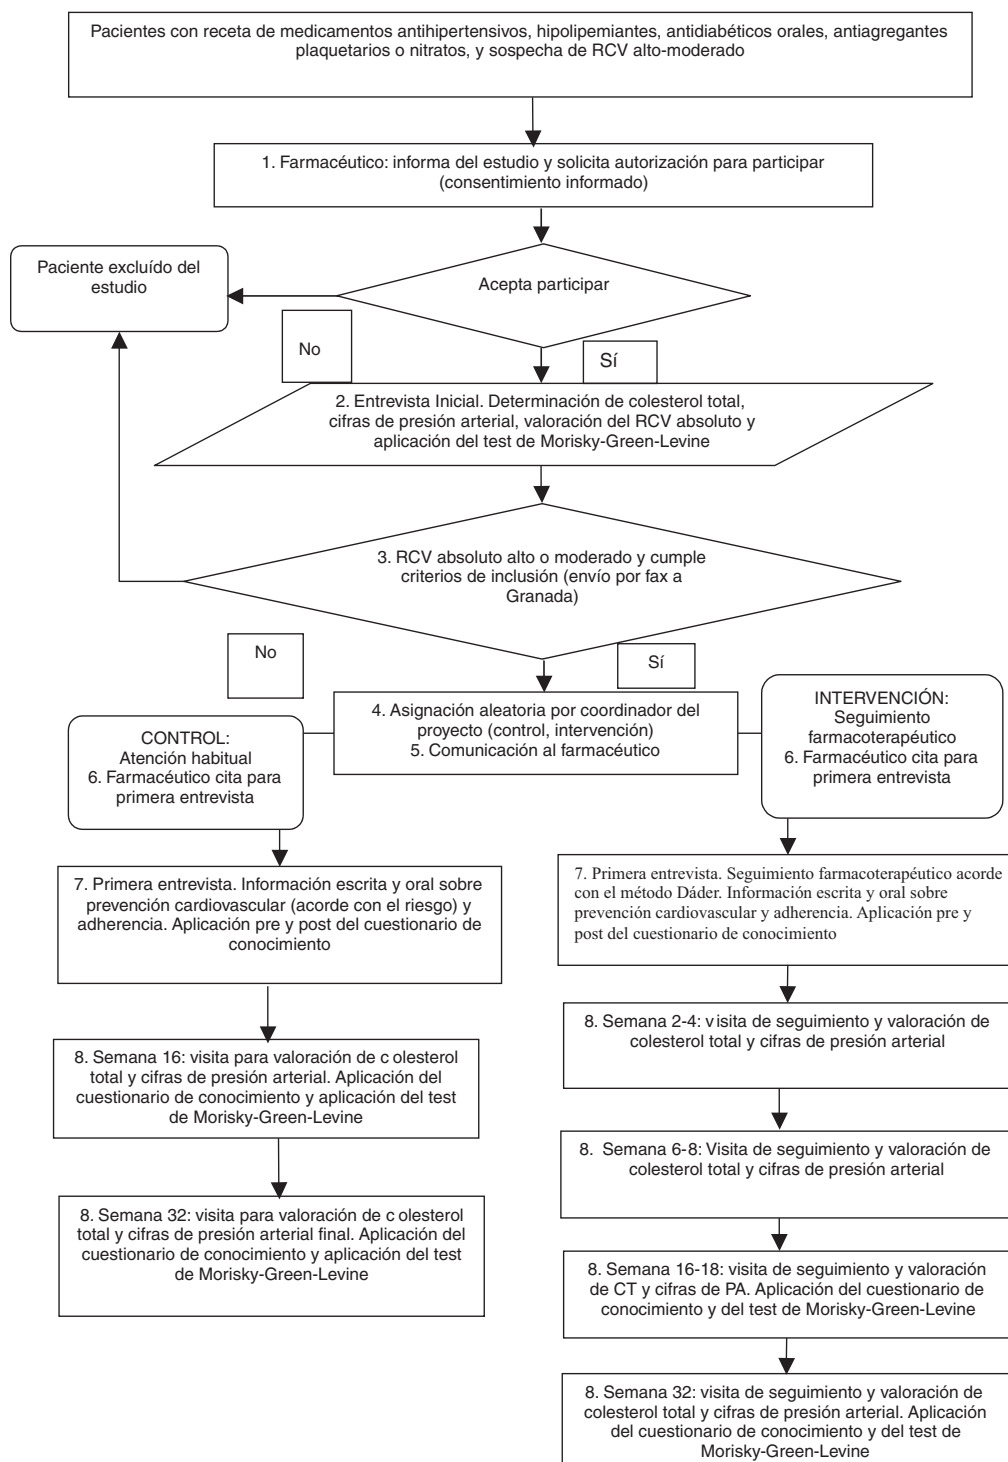 Pacientes con receta de medicamentos antihipertensivos, hipolipemiantes, antidiabéticos orales, antiagregantes
plaquetarios o nitratos, y sospecha de RCV alto-moderado
1. Farmacéutico: informa del estudio y solicita autorización para participar
(consentimiento informado)
Paciente excluído del
estudio
Acepta participar
No
Sí
2. Entrevista Inicial. Determinación de colesterol total,
cifras de presión arterial, valoración del RCV absoluto y
aplicación del test de Morisky-Green-Levine
3. RCV absoluto alto o moderado y cumple
criterios de inclusión (envío por fax a
Granada)
No
Sí
4. Asignación aleatoria por coordinador del
proyecto (control, intervención)
5. Comunicación al farmacéutico
CONTROL:
Atención habitual
6. Farmacéutico cita para
primera entrevista
INTERVENCIÓN:
Seguimiento
farmacoterapéutico
6. Farmacéutico cita para
primera entrevista
7. Primera entrevista. Información escrita y oral sobre
prevención cardiovascular (acorde con el riesgo) y
adherencia. Aplicación pre y post del cuestionario de
conocimiento
8. Semana 16: visita para valoración de c olesterol
total y cifras de presión arterial. Aplicación del
cuestionario de conocimiento y aplicación del test
de Morisky-Green-Levine
8. Semana 32: visita para valoración de c olesterol
total y cifras de presión arterial final. Aplicación del
cuestionario de conocimiento y aplicación del test
de Morisky-Green-Levine
7. Primera entrevista. Seguimiento farmacoterapéutico acorde
con el método Dáder. Información escrita y oral sobre
prevención cardiovascular y adherencia. Aplicación pre y
post del cuestionario de conocimiento
8. Semana 2-4: visita de seguimiento y valoración de
colesterol total y cifras de presión arterial
8. Semana 6-8: Visita de seguimiento y valoración de
colesterol total y cifras de presión arterial
8. Semana 16-18: visita de seguimiento y valoración
de CT y cifras de PA. Aplicación del cuestionario de
conocimiento y del test de Morisky-Green-Levine
8. Semana 32: visita de seguimiento y valoración de
colesterol total y cifras de presión arterial. Aplicación
del cuestionario de conocimiento y del test de
Morisky-Green-Levine